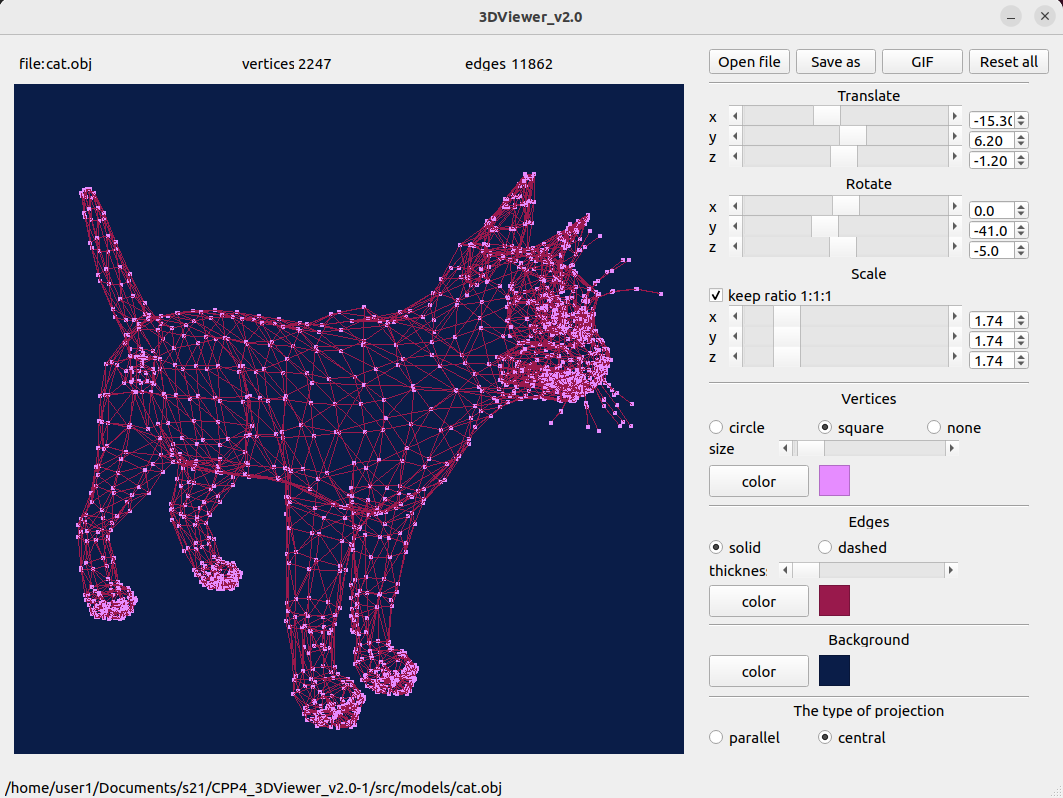 3DViewer_v2.0
file:cat.obj vertices 2247 edges 11862
Open file Save as GIF Reset all
Translate
x -15.30
y 6.20
z -1.20
Rotate
x 0.0
y -41.0
z -5.0
Scale
keep ratio 1:1:1
x 1.74
y 1.74
z 1.74
Vertices
circle square none
size
color
Edges
solid dashed
thicknes
color
Background
color
The type of projection
parallel central
/home/user1/Documents/s21/CPP4_3DViewer_v2.0-1/src/models/cat.obj